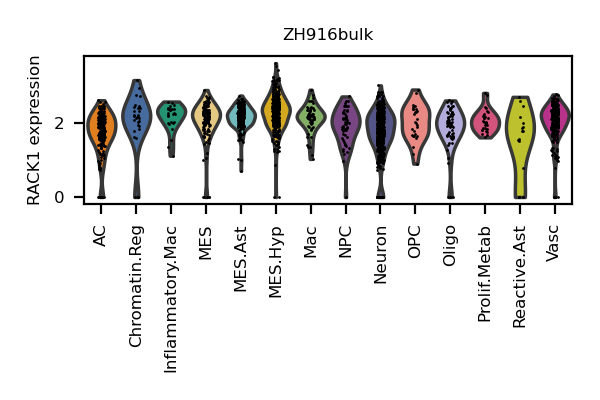 ZH916bulk
RACK1 expression
2
0
AC
Chromatin.Reg
Inflammatory.Mac
MES
MES.Ast
MES.Hyp
Mac
NPC
Neuron
OPC
Oligo
Prolif.Metab
Reactive.Ast
Vasc